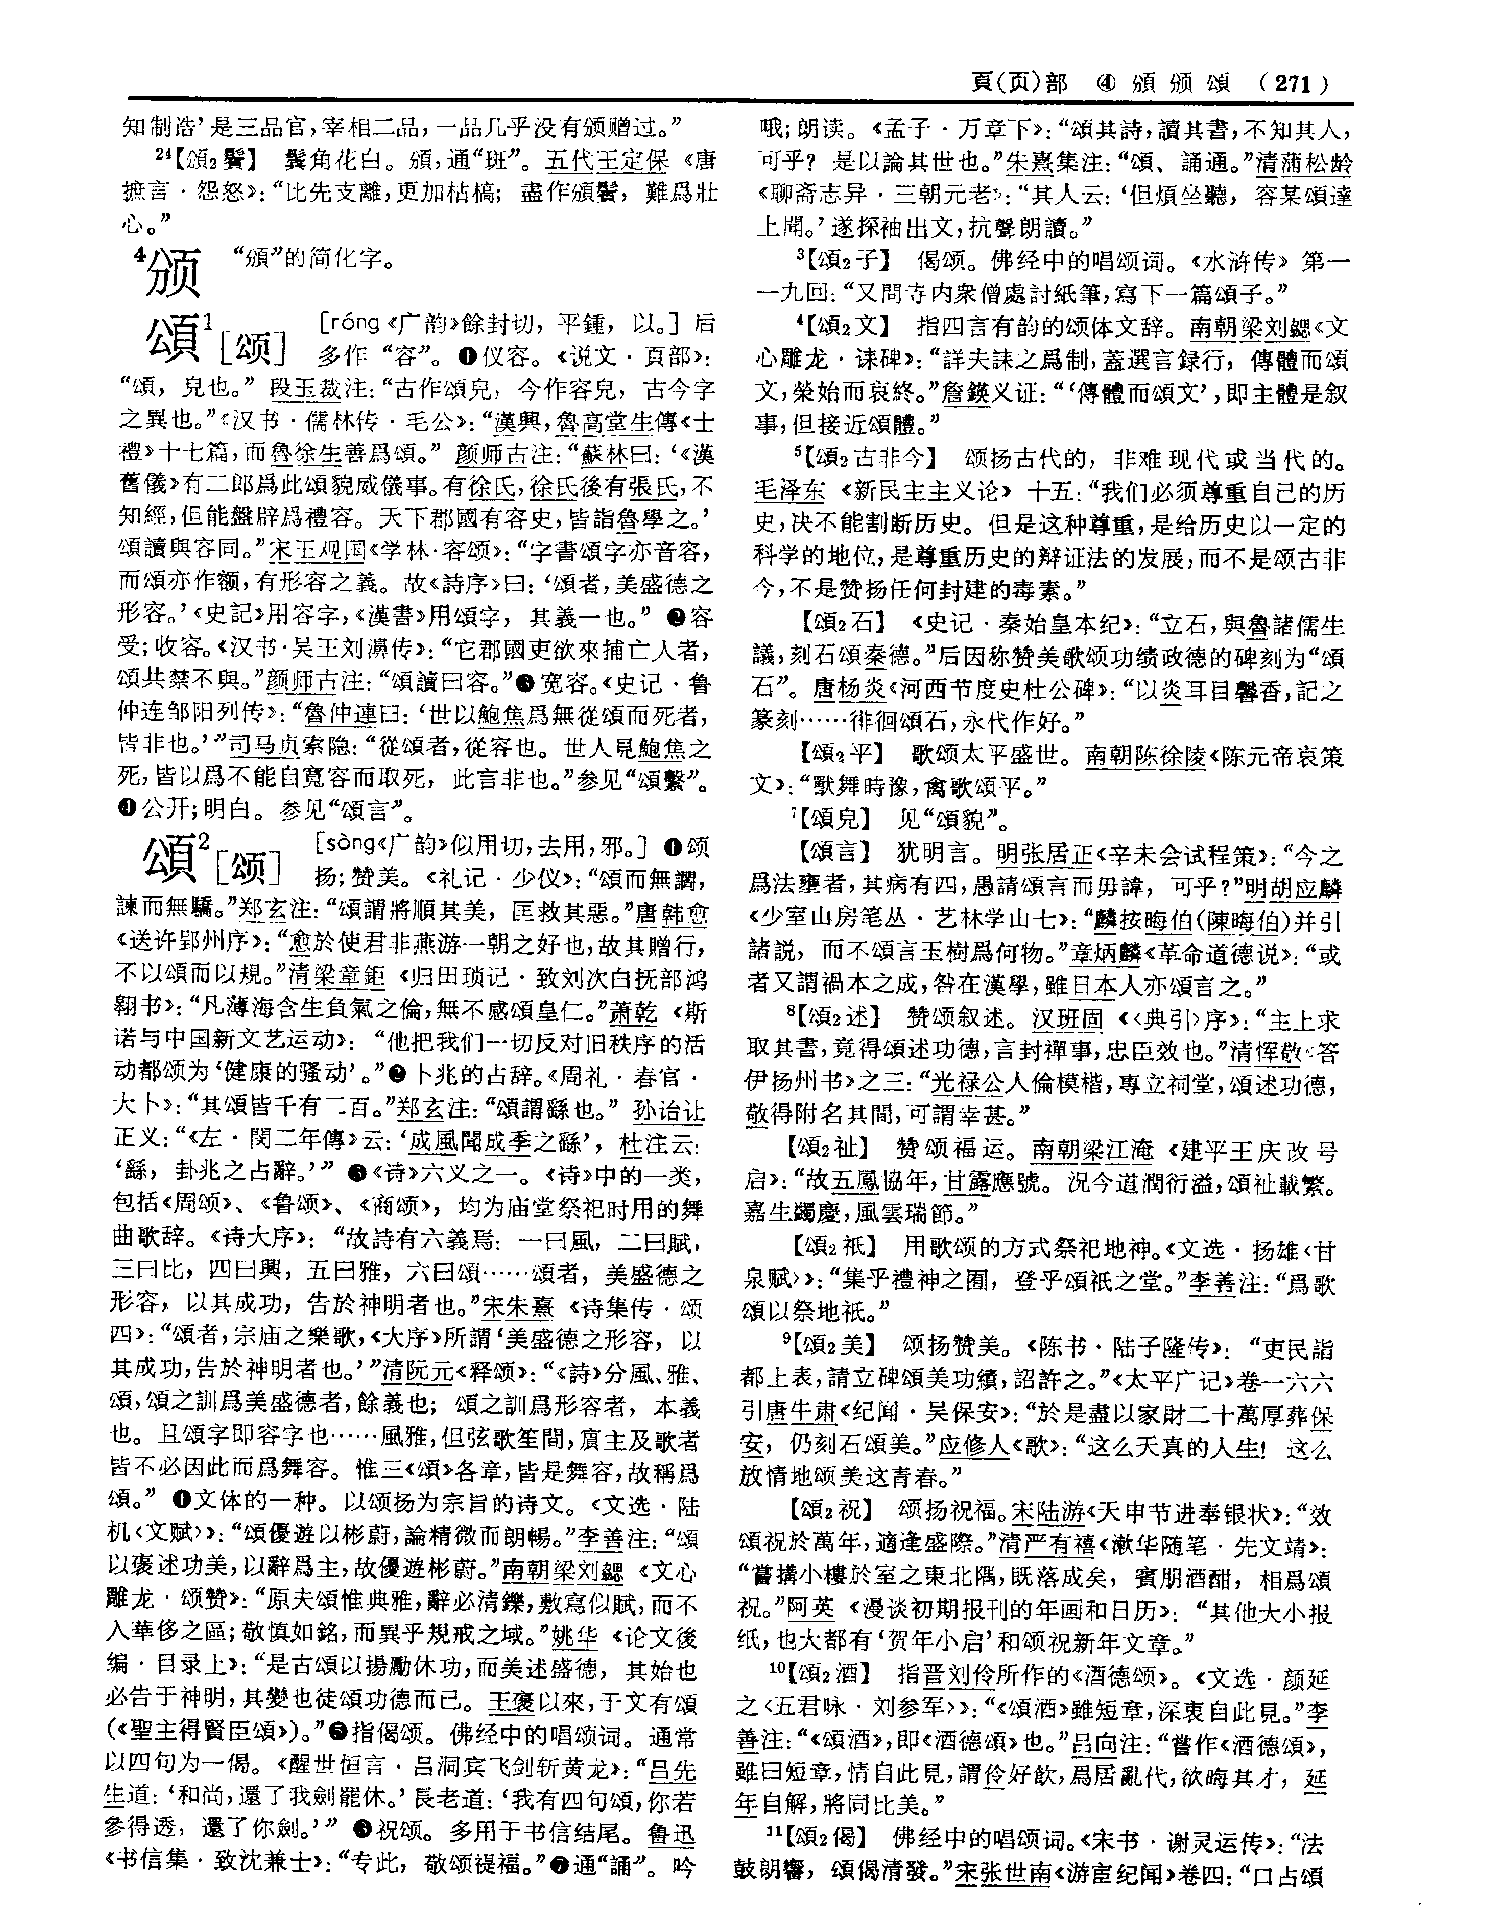 頁(页)部 ④ 頒 颁 頌 (271)
知制浩’是三品官,宰相二品,一品几乎没有颁赠过。”
24【頒2鬢】 鬓角花白。頒,通“斑”。五代王定保《唐
摭言·怨怒》:“比先支離,更加枯槁;盡作頒鬢,難爲壯
心。”
4颁 “頒”的简化字。
頌1[颂] [róng《广韵》餘封切,平鍾,以。]后
多作“容”。❶仪容。《说文·頁部》:
“頌,皃也。”段玉裁注:“古作頌皃,今作容皃,古今字
之異也。”《汉书·儒林传·毛公》:“漢興,魯高堂生傳《士
禮》十七篇,而魯徐生善爲頌。”颜师古注:“蘇林曰:‘《漢
舊儀》有二郎爲此頌貌威儀事。有徐氏,徐氏後有張氏,不
知經,但能盤辟爲禮容。天下郡國有容史,皆詣魯學之。’
頌讀與容同。”宋王观国《学林·容颂》:“字書頌字亦音容,
而頌亦作額,有形容之義。故《詩序》曰:‘頌者,美盛德之
形容。’《史記》用容字,《漢書》用頌字,其義一也。”❷容
受;收容。《汉书·吴王刘濞传》:“它郡國吏欲來捕亡人者,
頌共禁不與。”颜师古注:“頌讀曰容。”❸宽容。《史记·鲁
仲连邹阳列传》:“魯仲連曰:‘世以鮑焦爲無從頌而死者,
皆非也。’”司马贞索隐:“從頌者,從容也。世人見鮑焦之
死,皆以爲不能自寬容而取死,此言非也。”参见“頌繫”。
❹公开;明白。参见“頌言”。
頌2[颂] [sòng《广韵》似用切,去用,邪。]❶颂
扬;赞美。《礼记·少仪》:“頌而無讇,
諫而無驕。”郑玄注:“頌謂將順其美,匡救其惡。”唐韩愈
《送许郢州序》:“愈於使君非燕游一朝之好也,故其贈行,
不以頌而以規。”清梁章鉅《归田琐记·致刘次白抚部鸿
翱书》:“凡薄海含生負氣之倫,無不感頌皇仁。”萧乾《斯
诺与中国新文艺运动》:“他把我们一切反对旧秩序的活
动都颂为‘健康的骚动’。”❷卜兆的占辞。《周礼·春官·
大卜》:“其頌皆千有二百。”郑玄注:“頌謂繇也。”孙诒让
正义:“《左·閔二年傳》云:‘成風聞成季之繇’,杜注云:
‘繇,卦兆之占辭。’”❸《诗》六义之一。《诗》中的一类,
包括《周颂》、《鲁颂》、《商颂》,均为庙堂祭祀时用的舞
曲歌辞。《诗大序》:“故詩有六義焉:一曰風,二曰賦,
三曰比,四曰興,五曰雅,六曰頌……頌者,美盛德之
形容,以其成功,告於神明者也。”宋朱熹《诗集传·颂
四》:“頌者,宗庙之樂歌,《大序》所謂‘美盛德之形容,以
其成功,告於神明者也。’”清阮元《释颂》:“《詩》分風、雅、
頌,頌之訓爲美盛德者,餘義也;頌之訓爲形容者,本義
也。且頌字即容字也……風雅,但弦歌笙間,賓主及歌者
皆不必因此而爲舞容。惟三《頌》各章,皆是舞容,故稱爲
頌。”❹文体的一种。以颂扬为宗旨的诗文。《文选·陆
机〈文赋〉》:“頌優遊以彬蔚,論精微而朗暢。”李善注:“頌
以褒述功美,以辭爲主,故優遊彬蔚。”南朝梁刘勰《文心
雕龙·颂赞》:“原夫頌惟典雅,辭必清鑠,敷寫似賦,而不
入華侈之區;敬慎如銘,而異乎規戒之域。”姚华《论文後
编·目录上》:“是古頌以揚勵休功,而美述盛德,其始也
必告于神明,其變也徒頌功德而已。王褒以來,于文有頌
(《聖主得賢臣頌》)。”❺指偈颂。佛经中的唱颂词。通常
以四句为一偈。《醒世恒言·吕洞宾飞剑斩黄龙》:“吕先
生道:‘和尚,還了我劍罷休。’長老道:‘我有四句頌,你若
參得透,還了你劍。’”❻祝颂。多用于书信结尾。鲁迅
《书信集·致沈兼士》:“专此,敬颂禔福。”❼通“誦”。吟
哦;朗读。《孟子·万章下》:“頌其詩,讀其書,不知其人,
可乎?是以論其世也。”朱熹集注:“頌、誦通。”清蒲松龄
《聊斋志异·三朝元老》:“其人云:‘但煩坐聽,容某頌達
上聞。’遂探袖出文,抗聲朗讀。”
3【頌2子】 偈颂。佛经中的唱颂词。《水浒传》第一
一九回:“又問寺内衆僧處討紙筆,寫下一篇頌子。”
4【頌2文】 指四言有韵的颂体文辞。南朝梁刘勰《文
心雕龙·诔碑》:“詳夫誄之爲制,蓋選言録行,傳體而頌
文,榮始而哀終。”詹鍈义证:“‘傳體而頌文’,即主體是叙
事,但接近頌體。”
5【頌2古非今】 颂扬古代的,非难现代或当代的。
毛泽东《新民主主义论》十五:“我们必须尊重自己的历
史,决不能割断历史。但是这种尊重,是给历史以一定的
科学的地位,是尊重历史的辩证法的发展,而不是颂古非
今,不是赞扬任何封建的毒素。”
【頌2石】 《史记·秦始皇本纪》:“立石,與魯諸儒生
議,刻石頌秦德。”后因称赞美歌颂功绩政德的碑刻为“頌
石”。唐杨炎《河西节度史杜公碑》:“以炎耳目馨香,記之
篆刻……徘徊頌石,永代作好。”
【頌2平】 歌颂太平盛世。南朝陈徐陵《陈元帝哀策
文》:“獸舞時豫,禽歌頌平。”
7【頌皃】 见“頌貌”。
【頌言】 犹明言。明张居正《辛未会试程策》:“今之
爲法壅者,其病有四,愚請頌言而毋諱,可乎?”明胡应麟
《少室山房笔丛·艺林学山七》:“麟按晦伯(陳晦伯)并引
諸説,而不頌言玉樹爲何物。”章炳麟《革命道德说》:“或
者又謂禍本之成,咎在漢學,雖日本人亦頌言之。”
8【頌2述】 赞颂叙述。汉班固《〈典引〉序》:“主上求
取其書,竟得頌述功德,言封禪事,忠臣效也。”清恽敬《答
伊扬州书》之三:“光禄公人倫模楷,專立祠堂,頌述功德,
敬得附名其間,可謂幸甚。”
【頌2祉】 赞颂福运。南朝梁江淹《建平王庆改号
启》:“故五鳳協年,甘露應號。况今道潤衍溢,頌祉載繁。
嘉生蠲慶,風雲瑞節。”
【頌2祇】 用歌颂的方式祭祀地神。《文选·扬雄〈甘
泉赋〉》:“集乎禮神之囿,登乎頌祇之堂。”李善注:“爲歌
頌以祭地祇。”
9【頌2美】 颂扬赞美。《陈书·陆子隆传》:“吏民詣
都上表,請立碑頌美功績,詔許之。”《太平广记》卷一六六
引唐牛肃《纪闻·吴保安》:“於是盡以家財二十萬厚葬保
安,仍刻石頌美。”应修人《歌》:“这么天真的人生!这么
放情地颂美这青春。”
【頌2祝】 颂扬祝福。宋陆游《天申节进奉银状》:“效
頌祝於萬年,適逢盛際。”清严有禧《漱华随笔·先文靖》:
“嘗搆小樓於室之東北隅,既落成矣,賓朋酒酣,相爲頌
祝。”阿英《漫谈初期报刊的年画和日历》:“其他大小报
纸,也大都有‘贺年小启’和颂祝新年文章。”
10【頌2酒】 指晋刘伶所作的《酒德颂》。《文选·颜延
之〈五君咏·刘参军〉》:“《頌酒》雖短章,深衷自此見。”李
善注:“《頌酒》,即《酒德頌》也。”吕向注:“嘗作《酒德頌》,
雖曰短章,情自此見,謂伶好飲,爲居亂代,欲晦其才,延
年自解,將同比美。”
11【頌2偈】 佛经中的唱颂词。《宋书·谢灵运传》:“法
鼓朗響,頌偈清發。”宋张世南《游宦纪闻》卷四:“口占頌